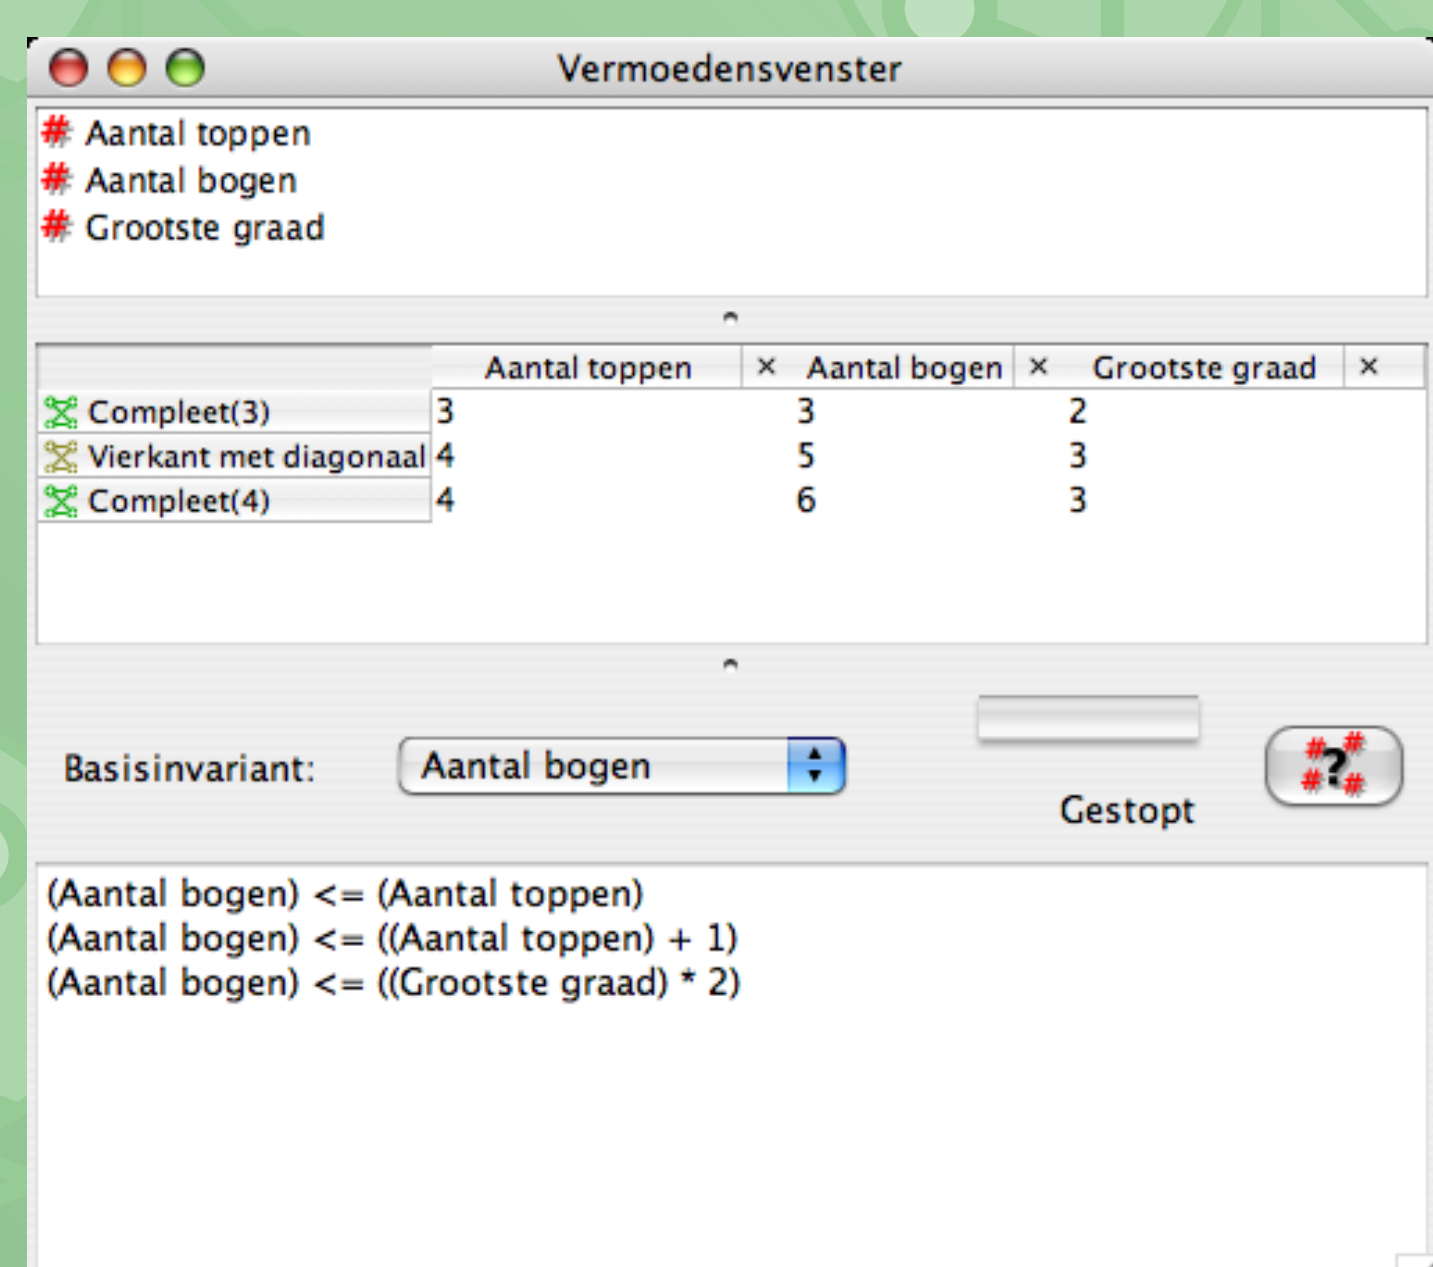 Vermoedensvenster
# Aantal toppen
# Aantal bogen
# Grootste graad
Aantal toppen × Aantal bogen × Grootste graad ×
Compleet(3) 3 3 2
Vierkant met diagonaal 4 5 3
Compleet(4) 4 6 3
Basisinvariant: Aantal bogen
# # ? # #
Gestopt
(Aantal bogen) <= (Aantal toppen)
(Aantal bogen) <= ((Aantal toppen) + 1)
(Aantal bogen) <= ((Grootste graad) * 2)